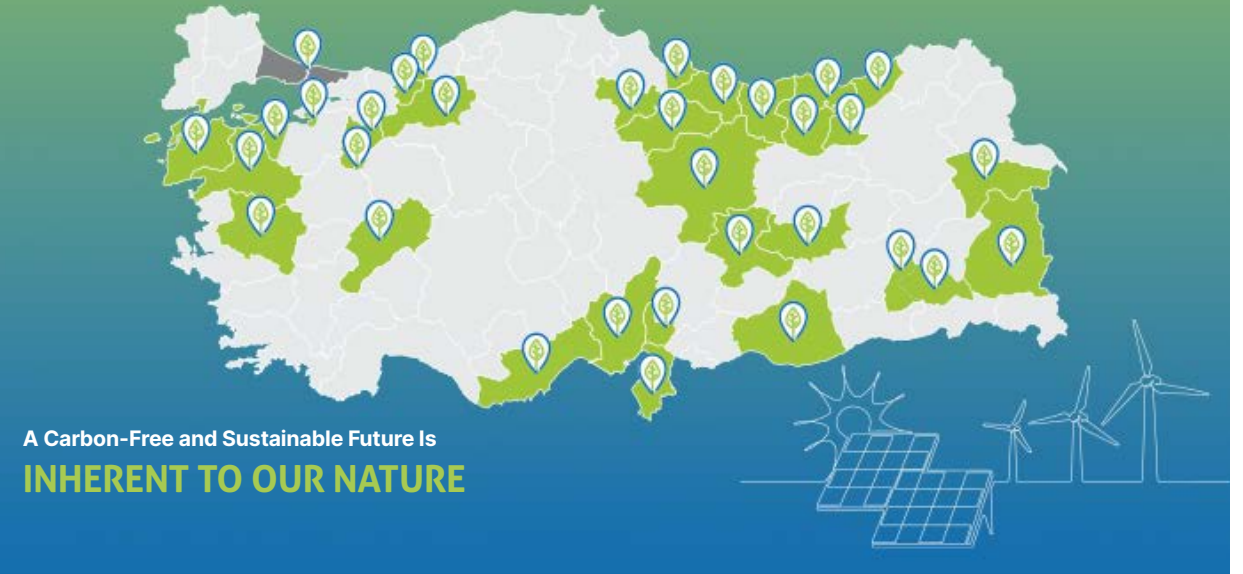 A Carbon-Free and Sustainable Future Is
INHERENT TO OUR NATURE